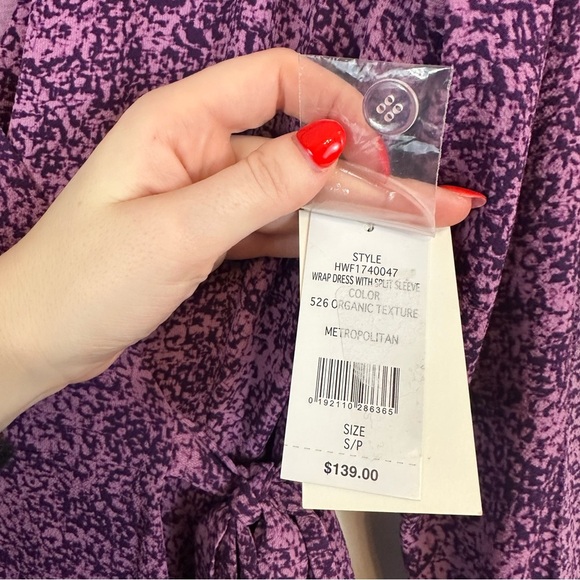 STYLE
HWF1740047
WRAP DRESS WITH SPLIT SLEEVE
COLOR
526 ORGANIC TEXTURE
METROPOLITAN
0 192110 286365
SIZE
S/P
$139.00